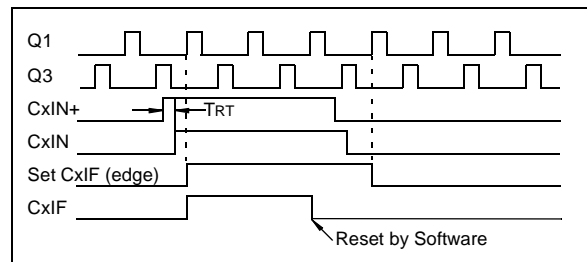 Q1
Q3
CxIN+
TRT
CxIN
Set CxIF (edge)
CxIF
Reset by Software